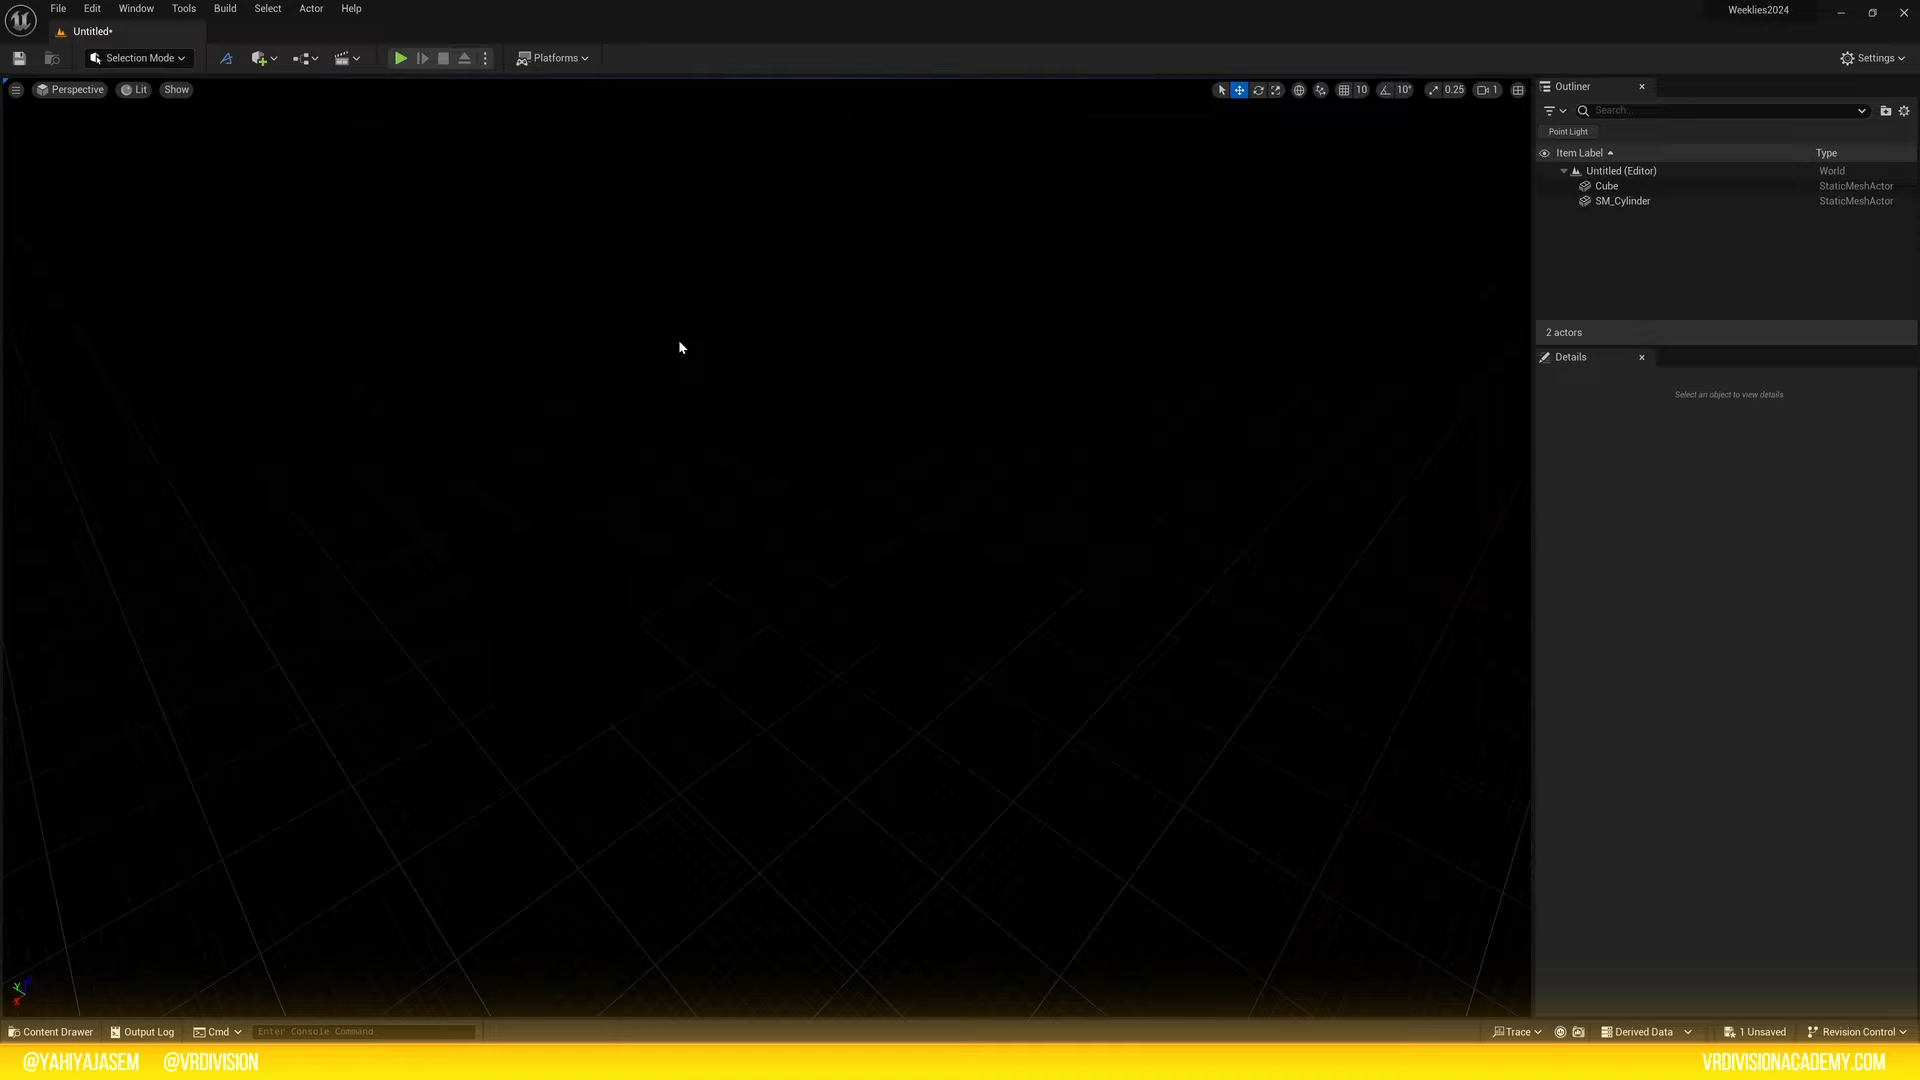 File Edit Window Tools Build Select Actor Help
Weeklies2024
Untitled*
Selection Mode
Platforms
Settings
Perspective Lit Show
10 10° 0.25 1
Outliner
Search...
Point Light
Item Label Type
Untitled (Editor) World
Cube StaticMeshActor
SM_Cylinder StaticMeshActor
2 actors
Details
Select an object to view details
Y
X
Content Drawer Output Log Cmd Enter Console Command Trace Derived Data 1 Unsaved Revision Control
@YAHIYAJASEM @VRDIVISION VRDIVISIONACADEMY.COM